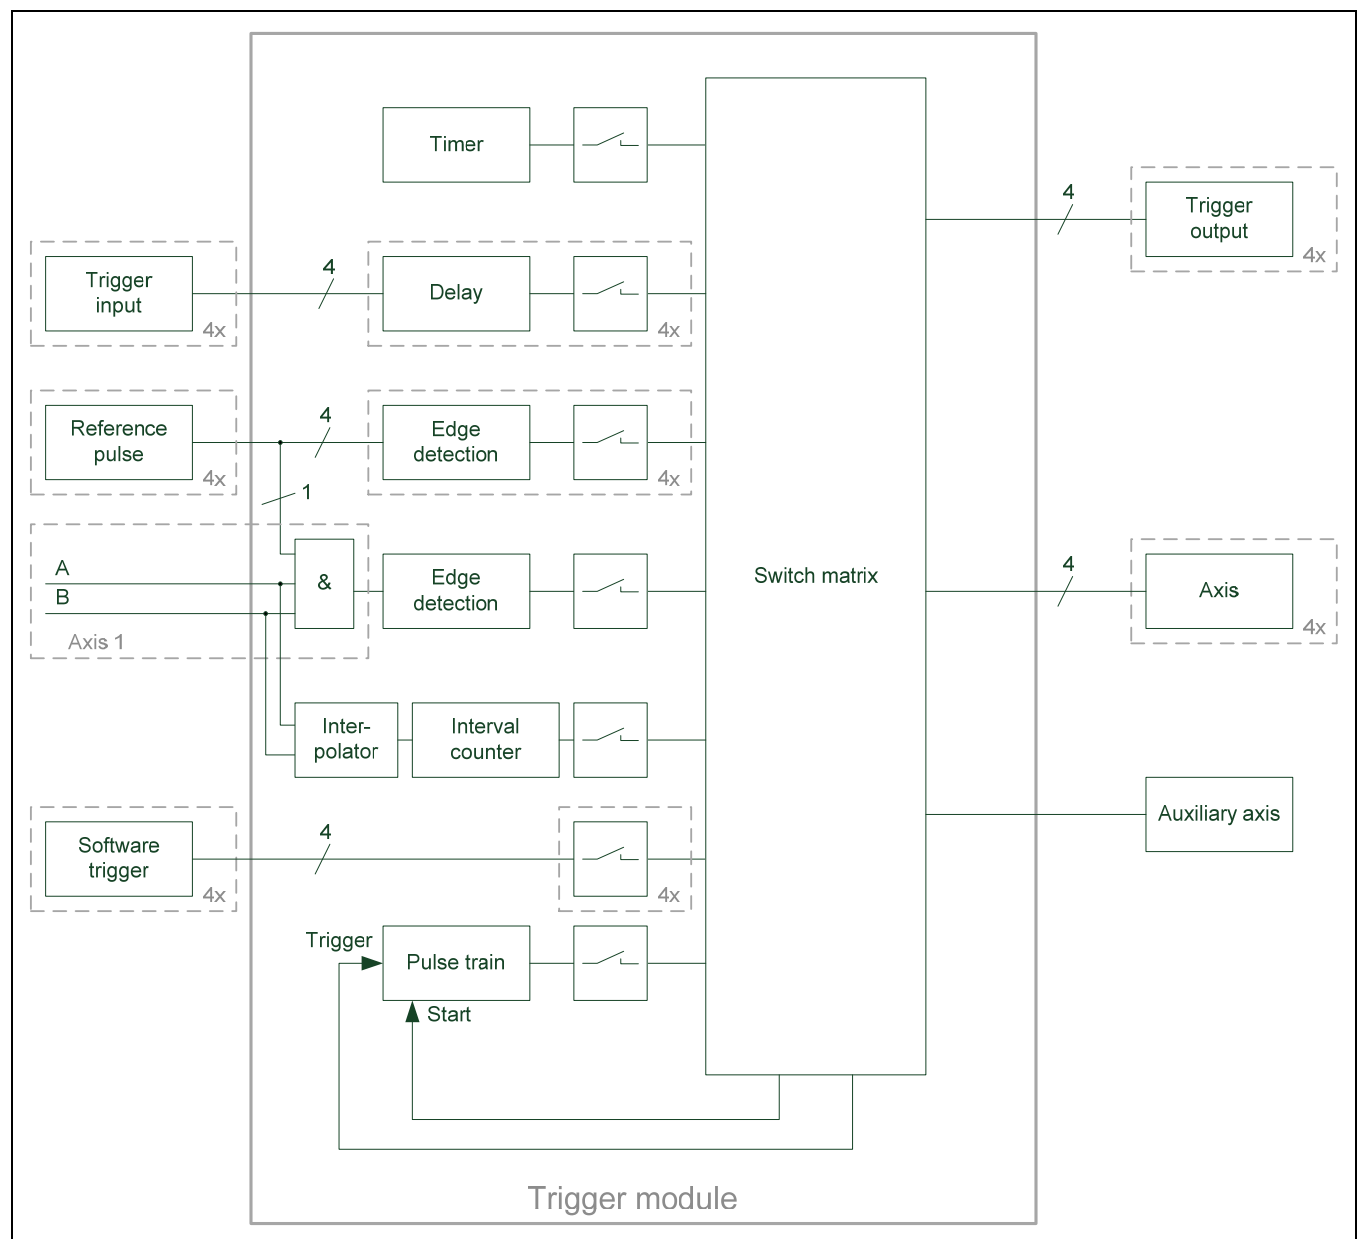 Timer
4
Trigger
output
4x
4
Trigger
input
4x
Delay
4x
4
Reference
pulse
4x
Edge
detection
4x
1
A
B
Axis 1
&
Edge
detection
Switch matrix
4
Axis
4x
Inter-
polator
Interval
counter
Auxiliary axis
4
Software
trigger
4x
4x
Trigger
Pulse train
Start
Trigger module